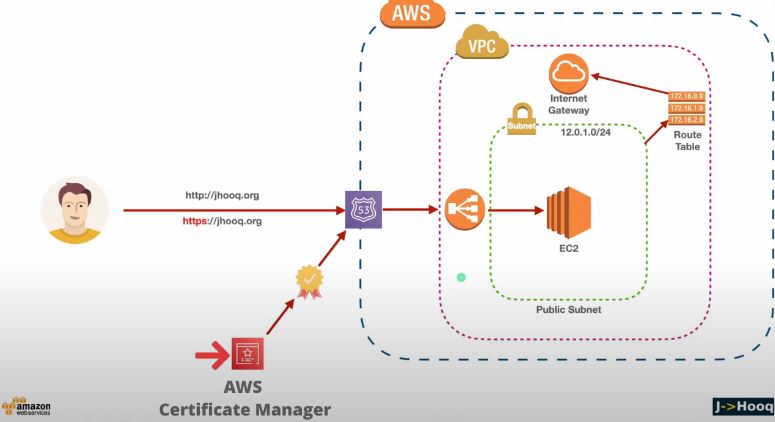 AWS
VPC
Internet
Gateway
172.16.0.0
172.16.1.0
172.16.2.0
Route
Table
Subnet
12.0.1.0/24
http://jhooq.org
https://jhooq.org
53
EC2
Public Subnet
AWS
Certificate Manager
amazon
webservices
J->Hooq